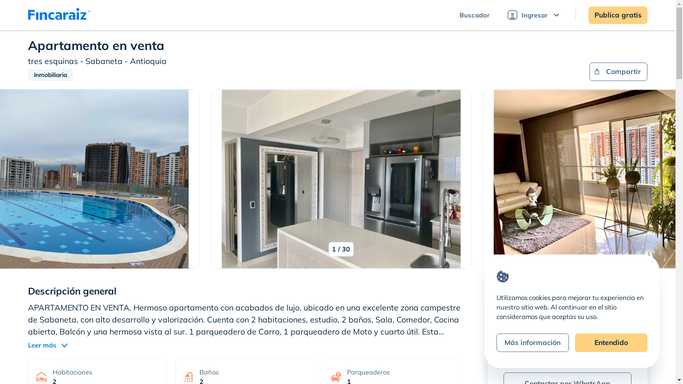 Fincaraiz
Buscador
Ingresar
Publica gratis
Apartamento en venta
tres esquinas - Sabaneta - Antioquia
Inmobiliaria
Compartir
1 / 30
Descripción general
APARTAMENTO EN VENTA, Hermoso apartamento con acabados de lujo, ubicado en una excelente zona campestre
de Sabaneta, con alto desarrollo y valorización. Cuenta con 2 habitaciones, estudio, 2 baños, Sala, Comedor, Cocina
abierta, Balcón y una hermosa vista al sur. 1 parqueadero de Carro, 1 parqueadero de Moto y cuarto útil. Esta...
Leer más
Habitaciones
2
Baños
2
Parqueaderos
1
Utilizamos cookies para mejorar tu experiencia en
nuestro sitio web. Al continuar en el sitio
consideramos que aceptas su uso.
Más información
Entendido
Contactar por WhatsApp